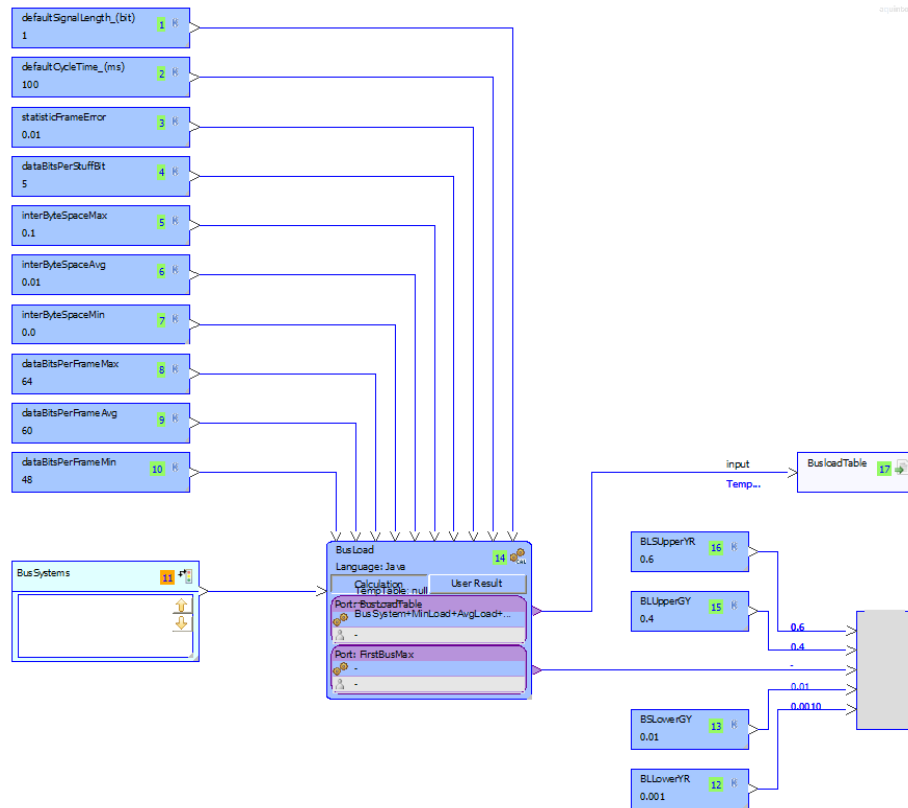 defaultSignalLength_(bit) 1 K
1
defaultCycleTime_(ms) 2 K
100
statisticFrameError 3 K
0.01
dataBitsPerStuffBit 4 K
5
interByteSpaceMax 5 K
0.1
interByteSpaceAvg 6 K
0.01
interByteSpaceMin 7 K
0.0
dataBitsPerFrameMax 8 K
64
dataBitsPerFrameAvg 9 K
60
dataBitsPerFrameMin 10 K
48
input
Temp...
BusloadTable 17
BusSystems 11
BusLoad 14
Language: Java
Calculation User Result
TempTable: null
Port: BusloadTable
BusSystem+MinLoad+AvgLoad+...
-
Port: FirstBusMax
-
-
BLSUpperYR 16 K
0.6
BLUpperGY 15 K
0.4
0.6
0.4
-
0.01
0.0010
BSLowerGY 13 K
0.01
BLLowerYR 12 K
0.001